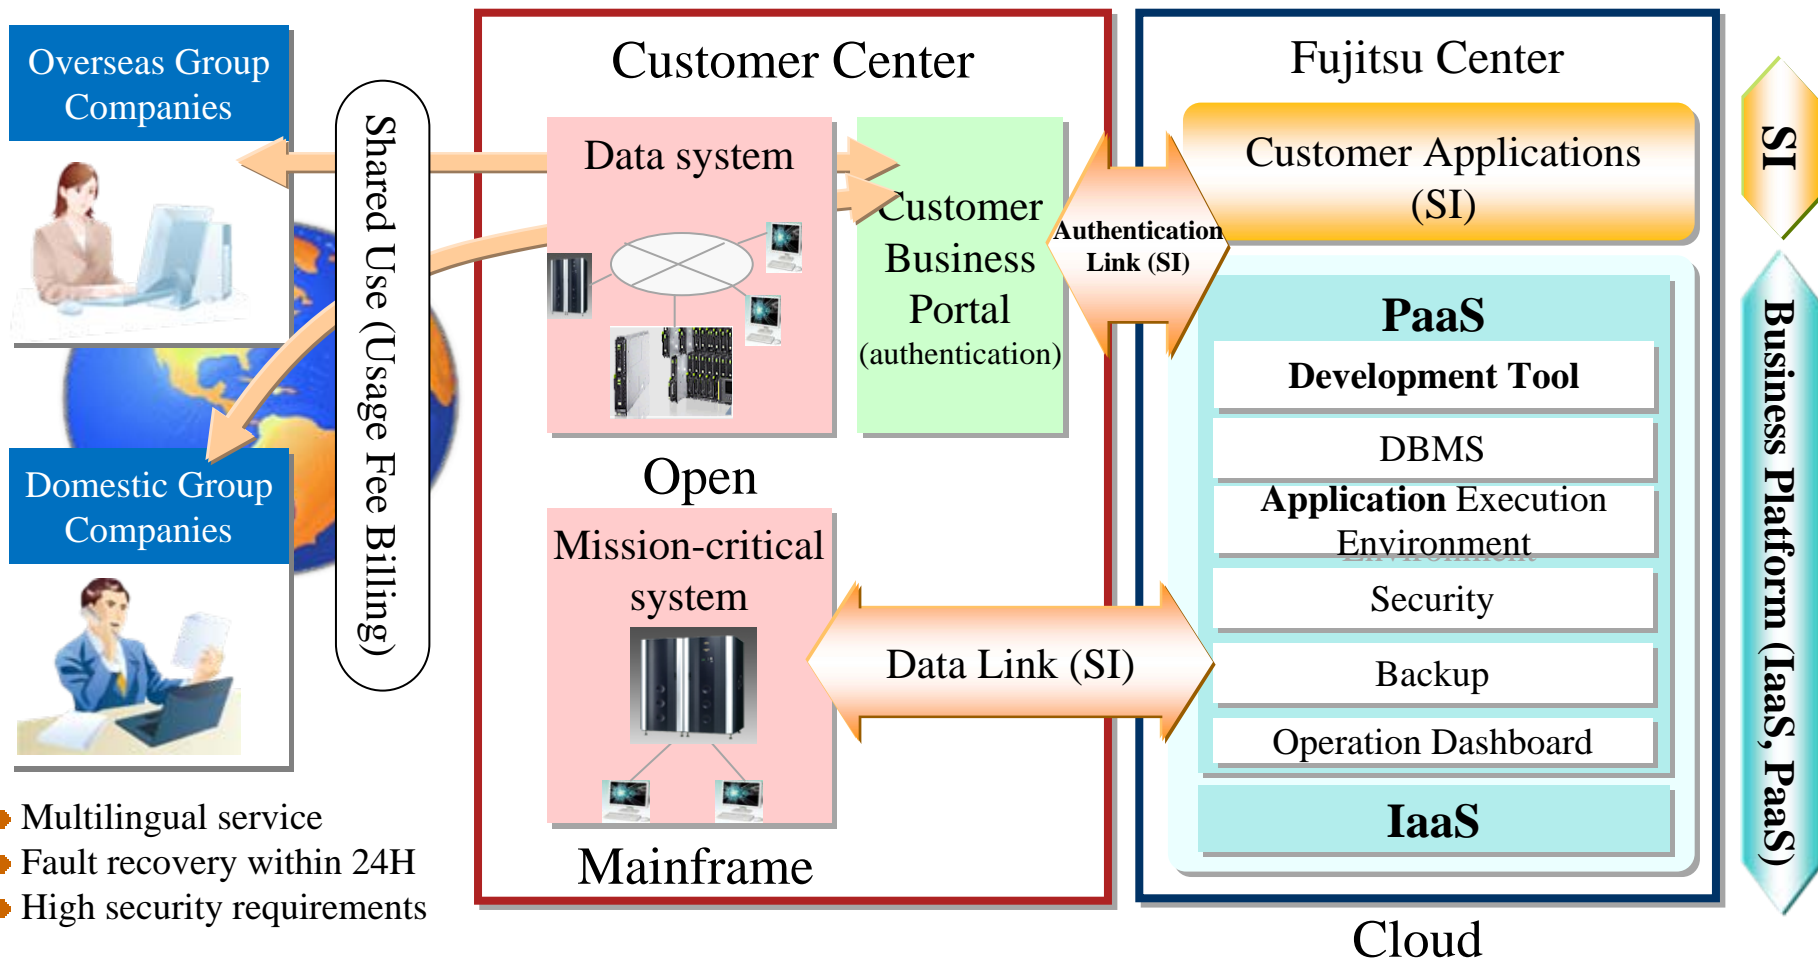 Overseas Group
Companies
Domestic Group
Companies
Multilingual service
Fault recovery within 24H
High security requirements
Shared Use (Usage Fee Billing)
Customer Center
Data system
Customer
Business
Portal
(authentication)
Open
Mission-critical
system
Mainframe
Authentication
Link (SI)
Data Link (SI)
Fujitsu Center
Customer Applications
(SI)
PaaS
Development Tool
DBMS
Application Execution
Environment
Security
Backup
Operation Dashboard
IaaS
Cloud
SI
Business Platform (IaaS, PaaS)